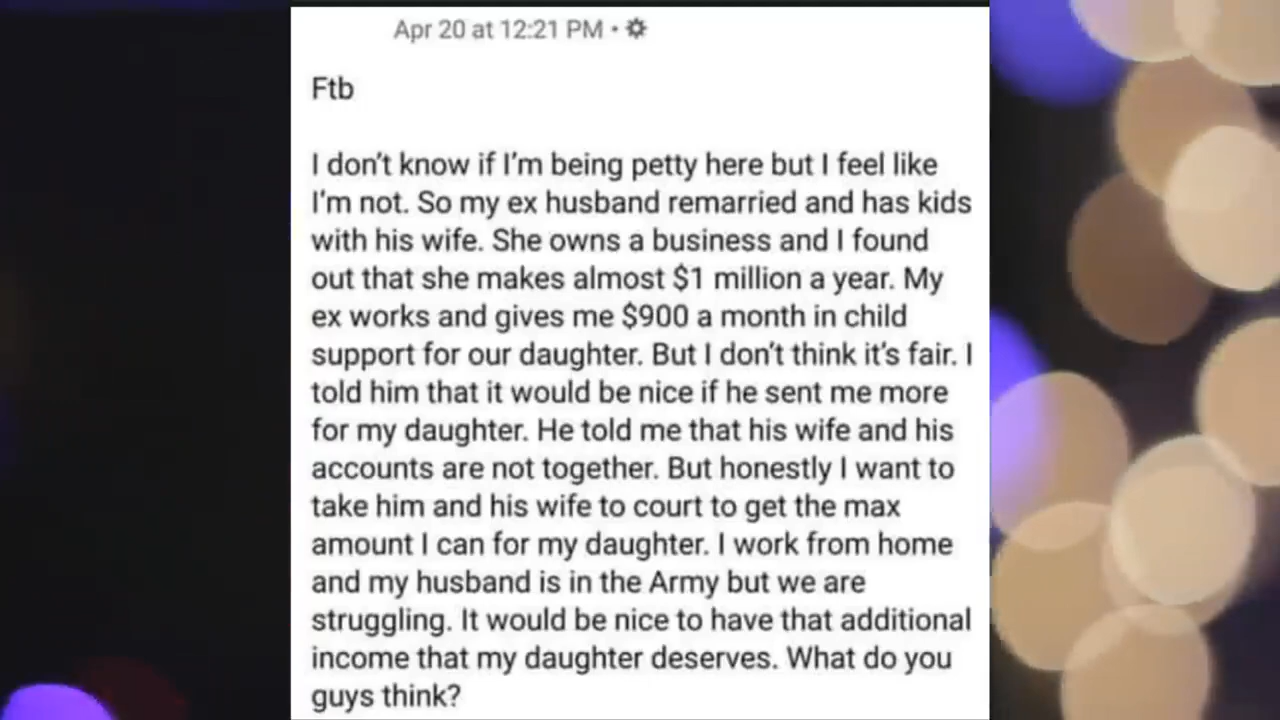 Apr 20 at 12:21 PM •
Ftb
I don't know if I'm being petty here but I feel like
I'm not. So my ex husband remarried and has kids
with his wife. She owns a business and I found
out that she makes almost $1 million a year. My
ex works and gives me $900 a month in child
support for our daughter. But I don't think it's fair. I
told him that it would be nice if he sent me more
for my daughter. He told me that his wife and his
accounts are not together. But honestly I want to
take him and his wife to court to get the max
amount I can for my daughter. I work from home
and my husband is in the Army but we are
struggling. It would be nice to have that additional
income that my daughter deserves. What do you
guys think?